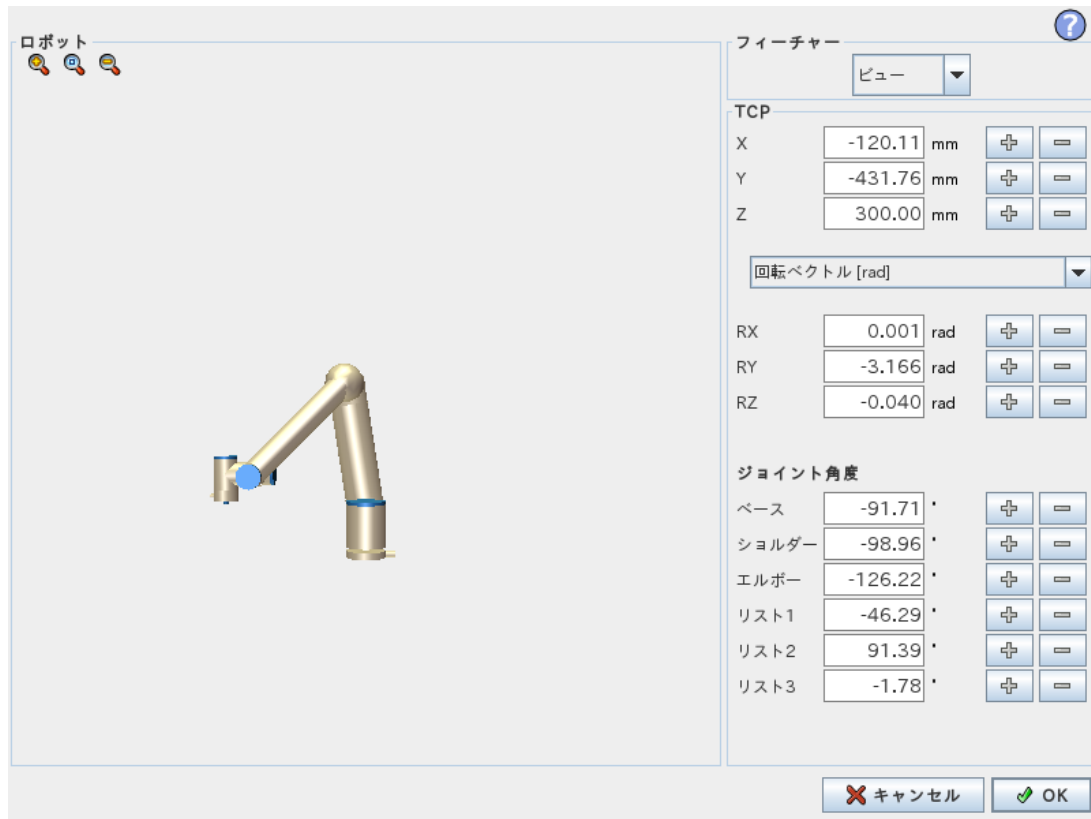 ロボット
?
フィーチャー
ビュー
TCP
X -120.11 mm
Y -431.76 mm
Z 300.00 mm
回転ベクトル [rad]
RX 0.001 rad
RY -3.166 rad
RZ -0.040 rad
ジョイント角度
ベース -91.71 °
ショルダー -98.96 °
エルボー -126.22 °
リスト1 -46.29 °
リスト2 91.39 °
リスト3 -1.78 °
キャンセル OK